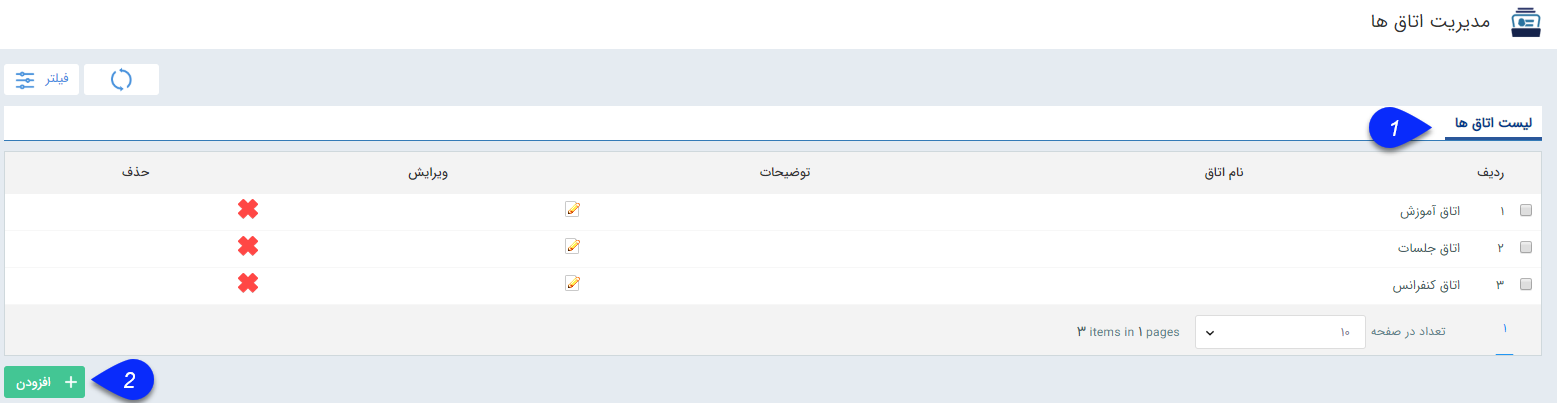 مدیریت اتاق ها
فیلتر
لیست اتاق ها
1
ردیف نام اتاق توضیحات ویرایش حذف
۱ اتاق آموزش
۲ اتاق جلسات
۳ اتاق کنفرانس
۱ تعداد در صفحه ۱۰ ۳ items in ۱ pages
+ افزودن
2